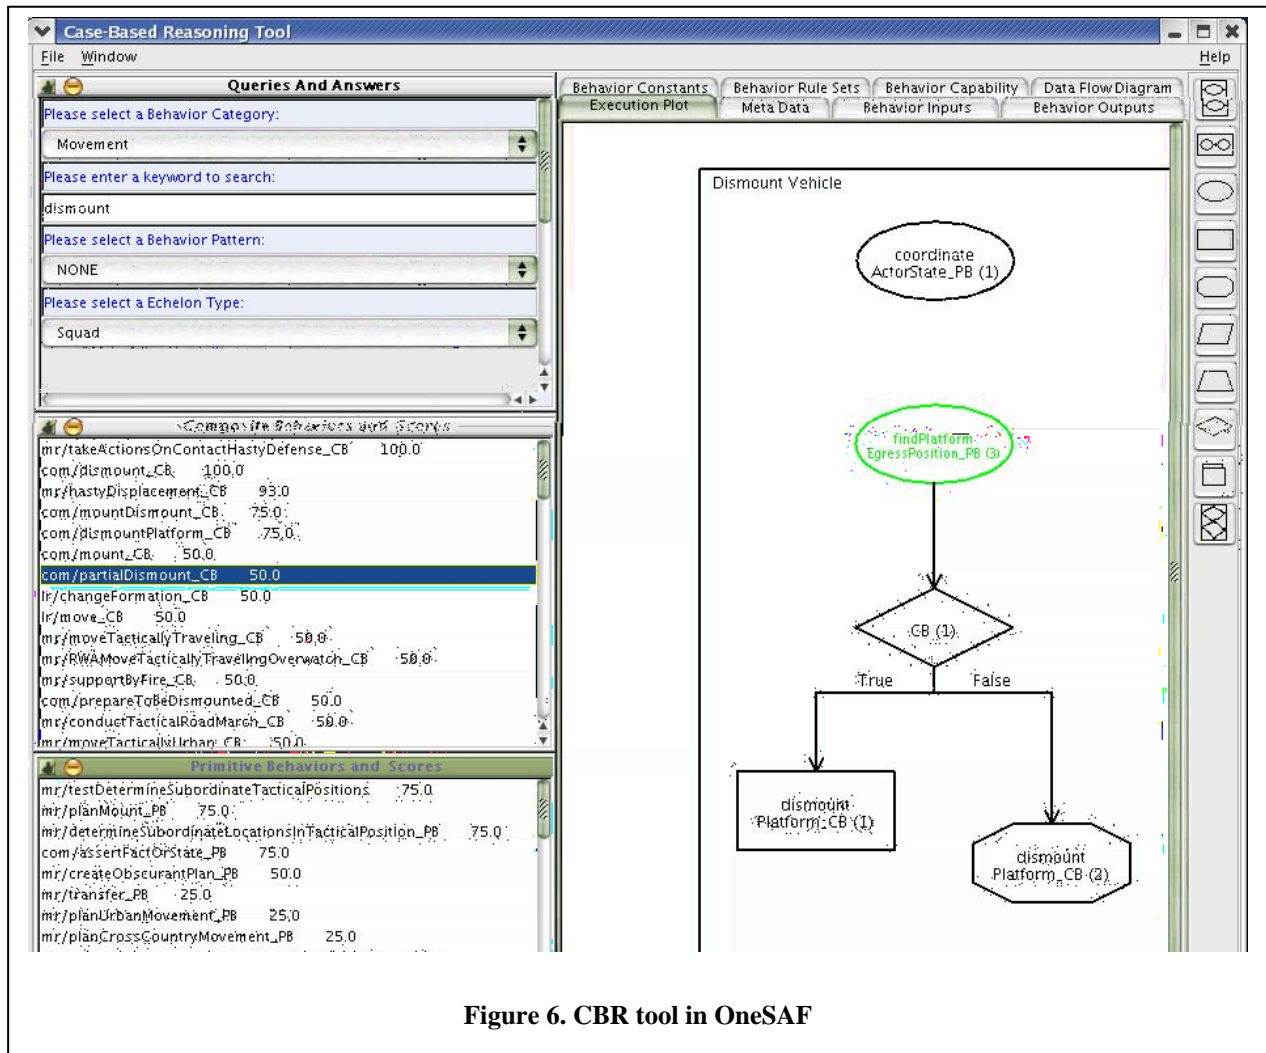 Case-Based Reasoning Tool
File Window Help
Queries And Answers
Please select a Behavior Category:
Movement
Please enter a keyword to search:
dismount
Please select a Behavior Pattern:
NONE
Please select a Echelon Type:
Squad
Composite Behaviors and Scores
mr/takeActionsOnContactHastyDefense_CB 100.0
com/dismount_CB 100.0
mr/hastyDisplacement_CB 93.0
com/mountDismount_CB 75.0
com/dismountPlatform_CB 75.0
com/mount_CB 50.0
com/partialDismount_CB 50.0
lr/changeFormation_CB 50.0
lr/move_CB 50.0
mr/moveTacticallyTraveling_CB 50.0
mr/RWAMoveTacticallyTravelingOverwatch_CB 50.0
mr/supportByFire_CB 50.0
com/prepareToBeDismounted_CB 50.0
mr/conductTacticalRoadMarch_CB 50.0
mr/moveTacticallyUrban_CB 50.0
Primitive Behaviors and Scores
mr/testDetermineSubordinateTacticalPositions 75.0
mr/planMount_PB 75.0
mr/determineSubordinateLocationsInTacticalPosition_PB 75.0
com/assertFactOrState_PB 75.0
mr/createObscurantPlan_PB 50.0
mr/transfer_PB 25.0
mr/planUrbanMovement_PB 25.0
mr/planCrossCountryMovement_PB 25.0
Behavior Constants Behavior Rule Sets Behavior Capability Data Flow Diagram
Execution Plot Meta Data Behavior Inputs Behavior Outputs
Dismount Vehicle
coordinate
ActorState_PB (1)
findPlatform
EgressPosition_PB (3)
CB (1)
True False
dismount
Platform_CB (1)
dismount
Platform_CB (2)
Figure 6. CBR tool in OneSAF